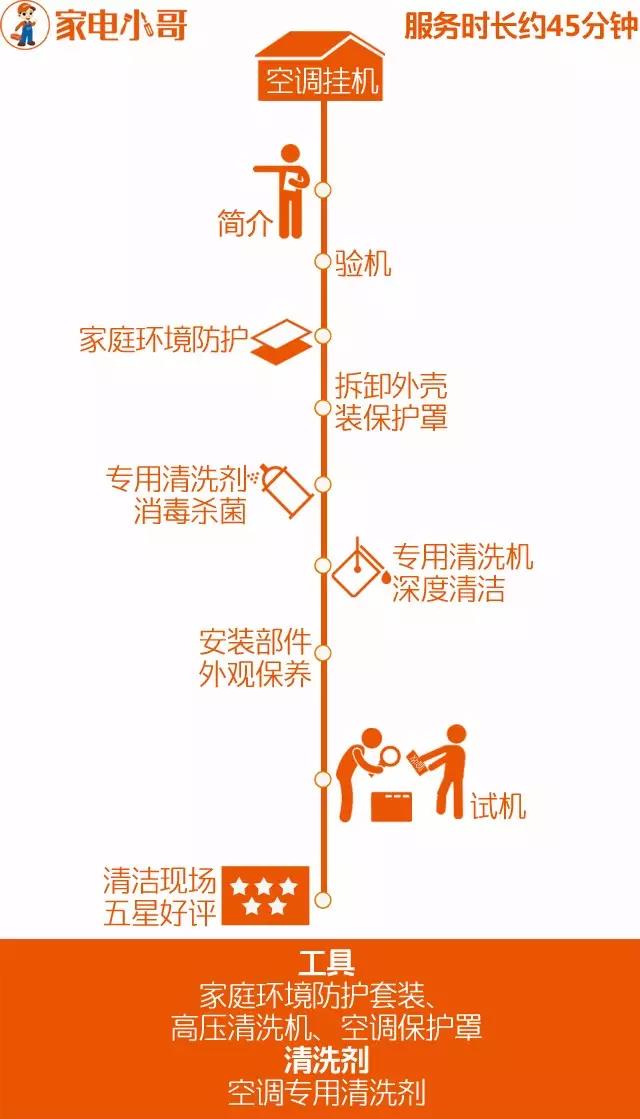 家电小哥
服务时长约45分钟
空调挂机
简介
验机
家庭环境防护
拆卸外壳
装保护罩
专用清洗剂
消毒杀菌
专用清洗机
深度清洁
安装部件
外观保养
试机
清洁现场
五星好评
工具
家庭环境防护套装、
高压清洗机、空调保护罩
清洗剂
空调专用清洗剂